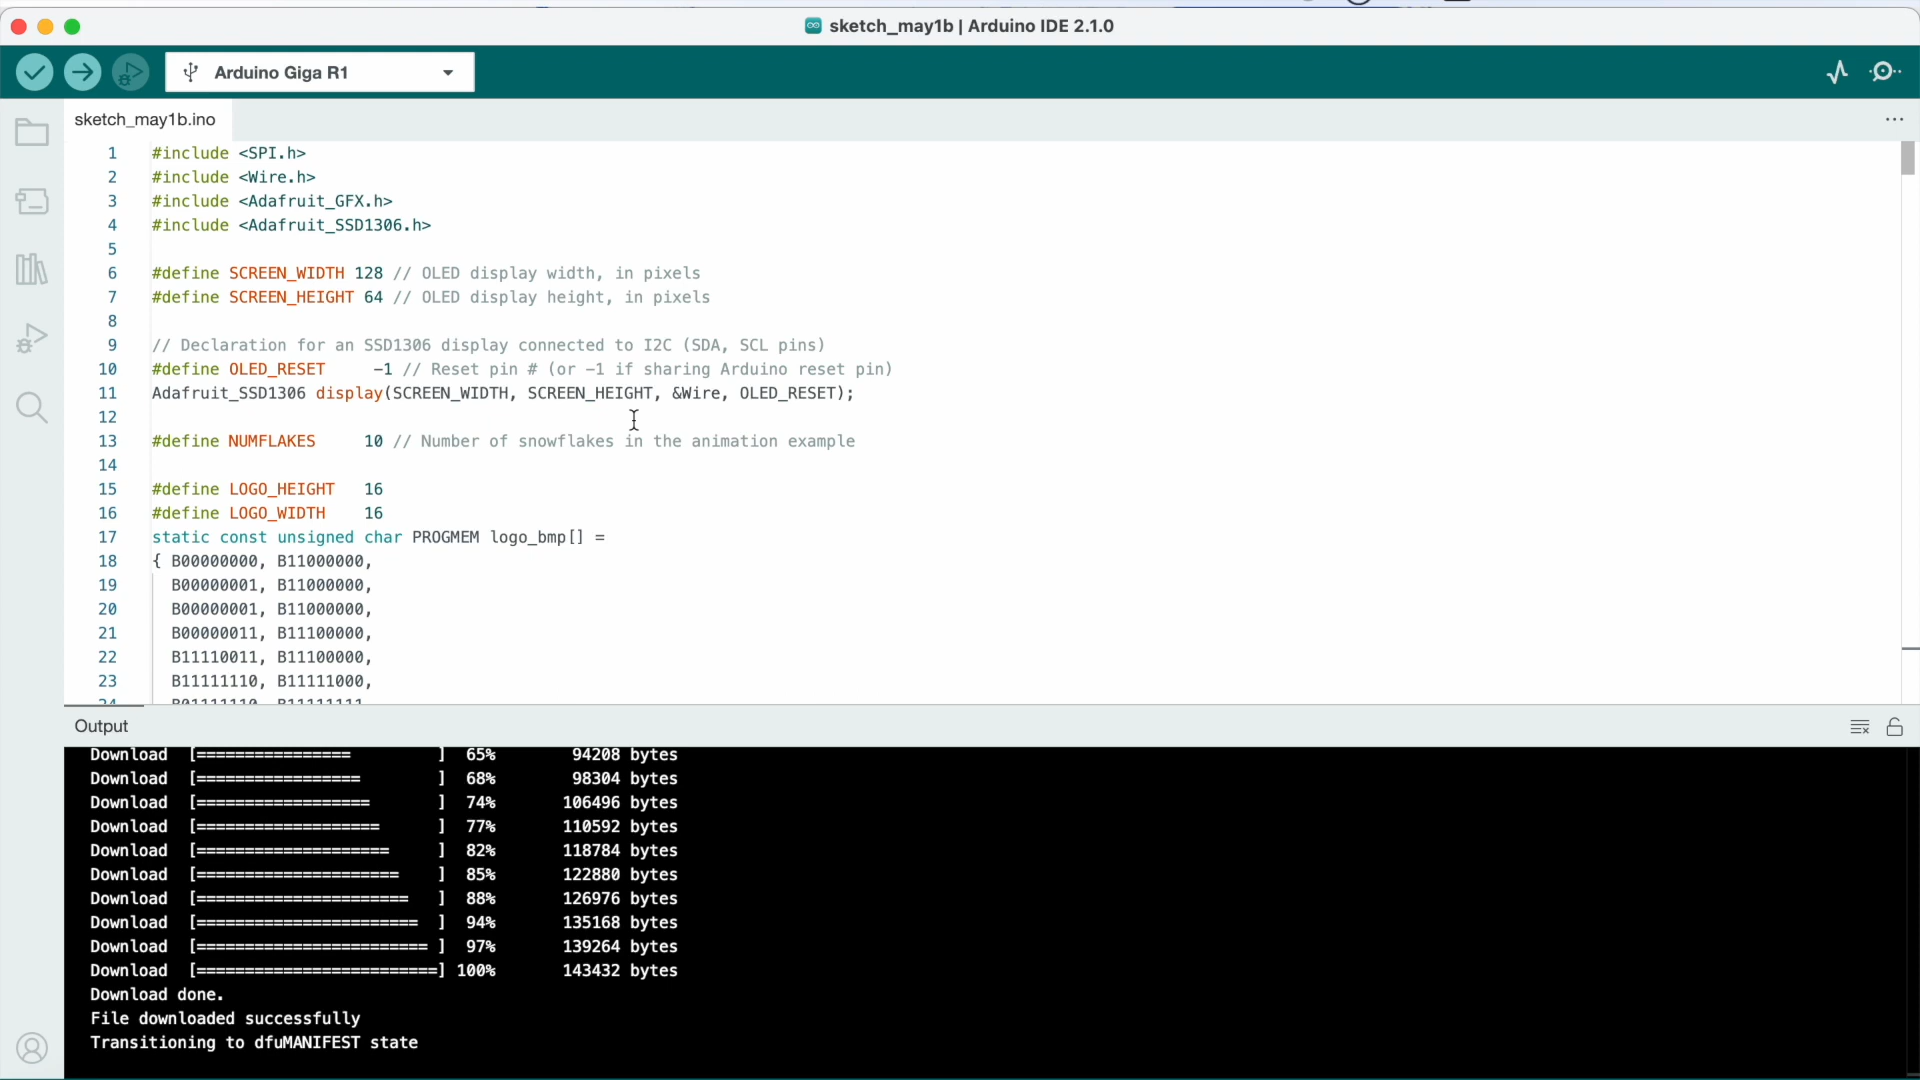 sketch_may1b | Arduino IDE 2.1.0
Arduino Giga R1
sketch_may1b.ino
1 #include <SPI.h>
2 #include <Wire.h>
3 #include <Adafruit_GFX.h>
4 #include <Adafruit_SSD1306.h>
5
6 #define SCREEN_WIDTH 128 // OLED display width, in pixels
7 #define SCREEN_HEIGHT 64 // OLED display height, in pixels
8
9 // Declaration for an SSD1306 display connected to I2C (SDA, SCL pins)
10 #define OLED_RESET     -1 // Reset pin # (or -1 if sharing Arduino reset pin)
11 Adafruit_SSD1306 display(SCREEN_WIDTH, SCREEN_HEIGHT, &Wire, OLED_RESET);
12
13 #define NUMFLAKES     10 // Number of snowflakes in the animation example
14
15 #define LOGO_HEIGHT   16
16 #define LOGO_WIDTH    16
17 static const unsigned char PROGMEM logo_bmp[] =
18 { B00000000, B11000000,
19   B00000001, B11000000,
20   B00000001, B11000000,
21   B00000011, B11100000,
22   B11110011, B11100000,
23   B11111110, B11111000,
24   B01111110, B11111111,
Output
Download  [================         ]  65%        94208 bytes
Download  [=================        ]  68%        98304 bytes
Download  [==================       ]  74%       106496 bytes
Download  [===================      ]  77%       110592 bytes
Download  [====================     ]  82%       118784 bytes
Download  [=====================    ]  85%       122880 bytes
Download  [======================   ]  88%       126976 bytes
Download  [=======================  ]  94%       135168 bytes
Download  [======================== ]  97%       139264 bytes
Download  [=========================] 100%       143432 bytes
Download done.
File downloaded successfully
Transitioning to dfuMANIFEST state